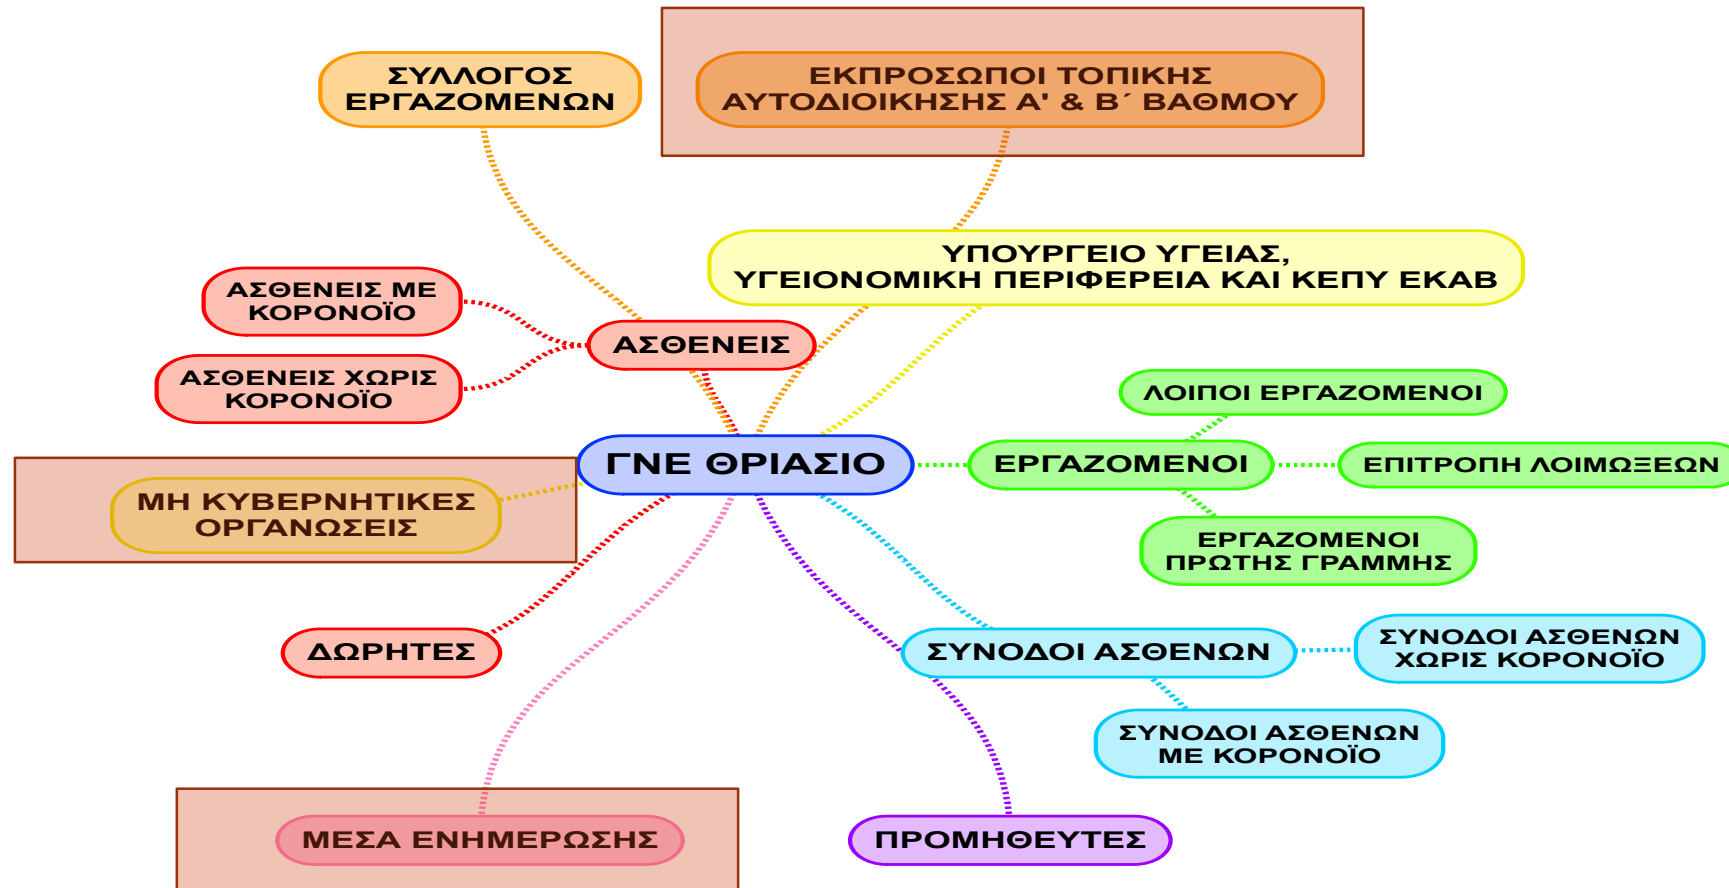 ΣΥΛΛΟΓΟΣ
ΕΡΓΑΖΟΜΕΝΩΝ
ΕΚΠΡΟΣΩΠΟΙ ΤΟΠΙΚΗΣ
ΑΥΤΟΔΙΟΙΚΗΣΗΣ Α' & Β΄ ΒΑΘΜΟΥ
ΥΠΟΥΡΓΕΙΟ ΥΓΕΙΑΣ,
ΥΓΕΙΟΝΟΜΙΚΗ ΠΕΡΙΦΕΡΕΙΑ ΚΑΙ ΚΕΠΥ ΕΚΑΒ
ΑΣΘΕΝΕΙΣ ΜΕ
ΚΟΡΟΝΟΪΟ
ΑΣΘΕΝΕΙΣ
ΑΣΘΕΝΕΙΣ ΧΩΡΙΣ
ΚΟΡΟΝΟΪΟ
ΛΟΙΠΟΙ ΕΡΓΑΖΟΜΕΝΟΙ
ΓΝΕ ΘΡΙΑΣΙΟ
ΕΡΓΑΖΟΜΕΝΟΙ
ΕΠΙΤΡΟΠΗ ΛΟΙΜΩΞΕΩΝ
ΜΗ ΚΥΒΕΡΝΗΤΙΚΕΣ
ΟΡΓΑΝΩΣΕΙΣ
ΕΡΓΑΖΟΜΕΝΟΙ
ΠΡΩΤΗΣ ΓΡΑΜΜΗΣ
ΔΩΡΗΤΕΣ
ΣΥΝΟΔΟΙ ΑΣΘΕΝΩΝ
ΣΥΝΟΔΟΙ ΑΣΘΕΝΩΝ
ΧΩΡΙΣ ΚΟΡΟΝΟΪΟ
ΣΥΝΟΔΟΙ ΑΣΘΕΝΩΝ
ΜΕ ΚΟΡΟΝΟΪΟ
ΜΕΣΑ ΕΝΗΜΕΡΩΣΗΣ
ΠΡΟΜΗΘΕΥΤΕΣ